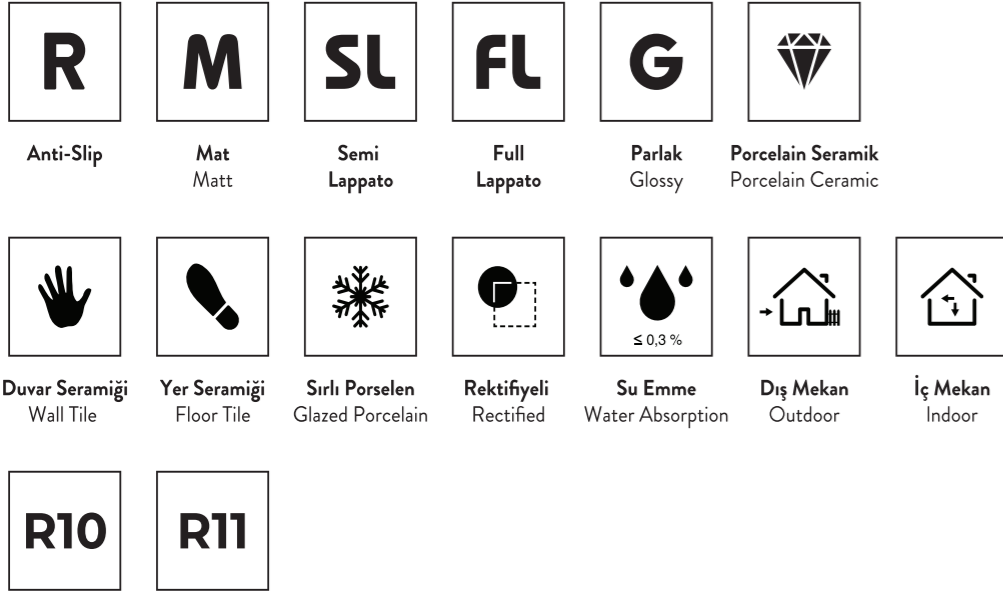 R M SL FL G
Anti-Slip Mat Semi Full Parlak Porcelain Seramik
Matt Lappato Lappato Glossy Porcelain Ceramic
≤ 0,3 %
Duvar Seramiği Yer Seramiği Sırlı Porselen Rektifiyeli Su Emme Dış Mekan İç Mekan
Wall Tile Floor Tile Glazed Porcelain Rectified Water Absorption Outdoor Indoor
R10 R11